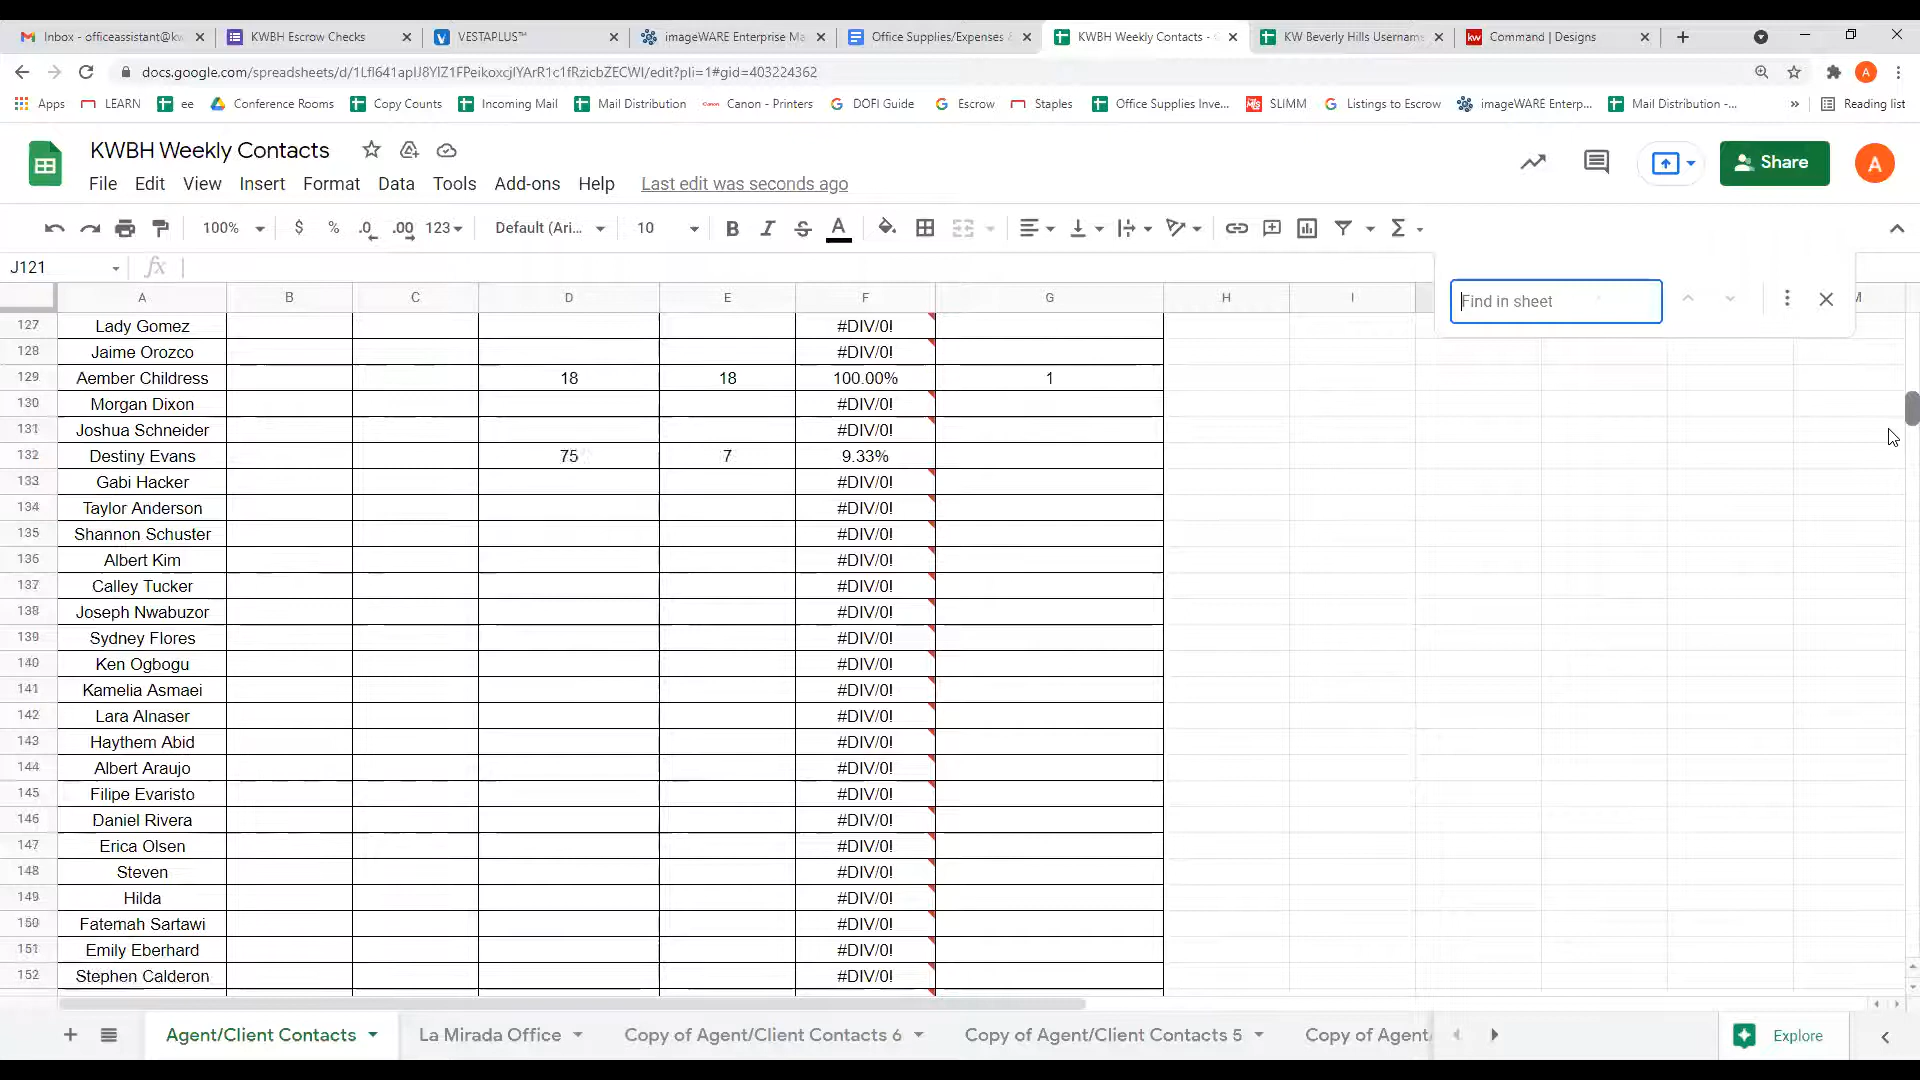 Inbox - officeassistant@kw
KWBH Escrow Checks
VESTAPLUS™
imageWARE Enterprise Ma
Office Supplies/Expenses
KWBH Weekly Contacts -
KW Beverly Hills Username
kw Command | Designs
docs.google.com/spreadsheets/d/1Lfl641aplJ8YlZ1FPeikoxcjlYArR1c1fRzicbZECWI/edit?pli=1#gid=403224362
A
Apps LEARN ee Conference Rooms Copy Counts Incoming Mail Mail Distribution Canon - Printers DOFI Guide Escrow Staples Office Supplies Inve... SLIMM Listings to Escrow imageWARE Enterp... Mail Distribution -... » Reading list
KWBH Weekly Contacts
Share
A
File Edit View Insert Format Data Tools Add-ons Help Last edit was seconds ago
100% $ % .0 .00 123 Default (Ari... 10 B I S A Σ
J121 fx
Find in sheet
A B C D E F G H I M
127 Lady Gomez #DIV/0!
128 Jaime Orozco #DIV/0!
129 Aember Childress 18 18 100.00% 1
130 Morgan Dixon #DIV/0!
131 Joshua Schneider #DIV/0!
132 Destiny Evans 75 7 9.33%
133 Gabi Hacker #DIV/0!
134 Taylor Anderson #DIV/0!
135 Shannon Schuster #DIV/0!
136 Albert Kim #DIV/0!
137 Calley Tucker #DIV/0!
138 Joseph Nwabuzor #DIV/0!
139 Sydney Flores #DIV/0!
140 Ken Ogbogu #DIV/0!
141 Kamelia Asmaei #DIV/0!
142 Lara Alnaser #DIV/0!
143 Haythem Abid #DIV/0!
144 Albert Araujo #DIV/0!
145 Filipe Evaristo #DIV/0!
146 Daniel Rivera #DIV/0!
147 Erica Olsen #DIV/0!
148 Steven #DIV/0!
149 Hilda #DIV/0!
150 Fatemah Sartawi #DIV/0!
151 Emily Eberhard #DIV/0!
152 Stephen Calderon #DIV/0!
Agent/Client Contacts La Mirada Office Copy of Agent/Client Contacts 6 Copy of Agent/Client Contacts 5 Copy of Agent Explore